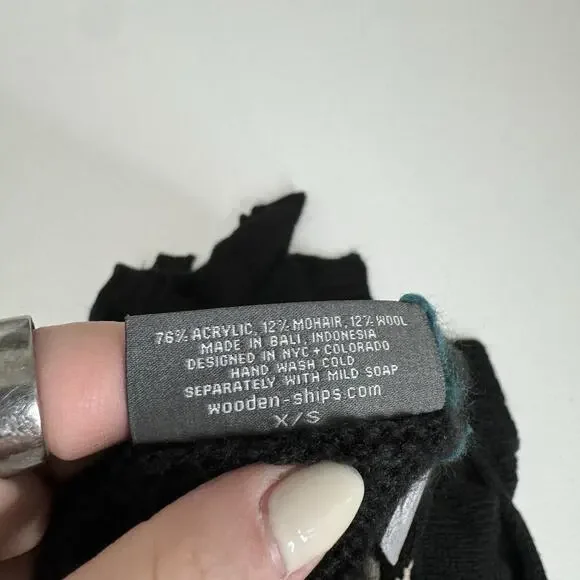 76% ACRYLIC, 12% MOHAIR, 12% WOOL
MADE IN BALI, INDONESIA
DESIGNED IN NYC + COLORADO
HAND WASH COLD
SEPARATELY WITH MILD SOAP
wooden-ships.com
X/S